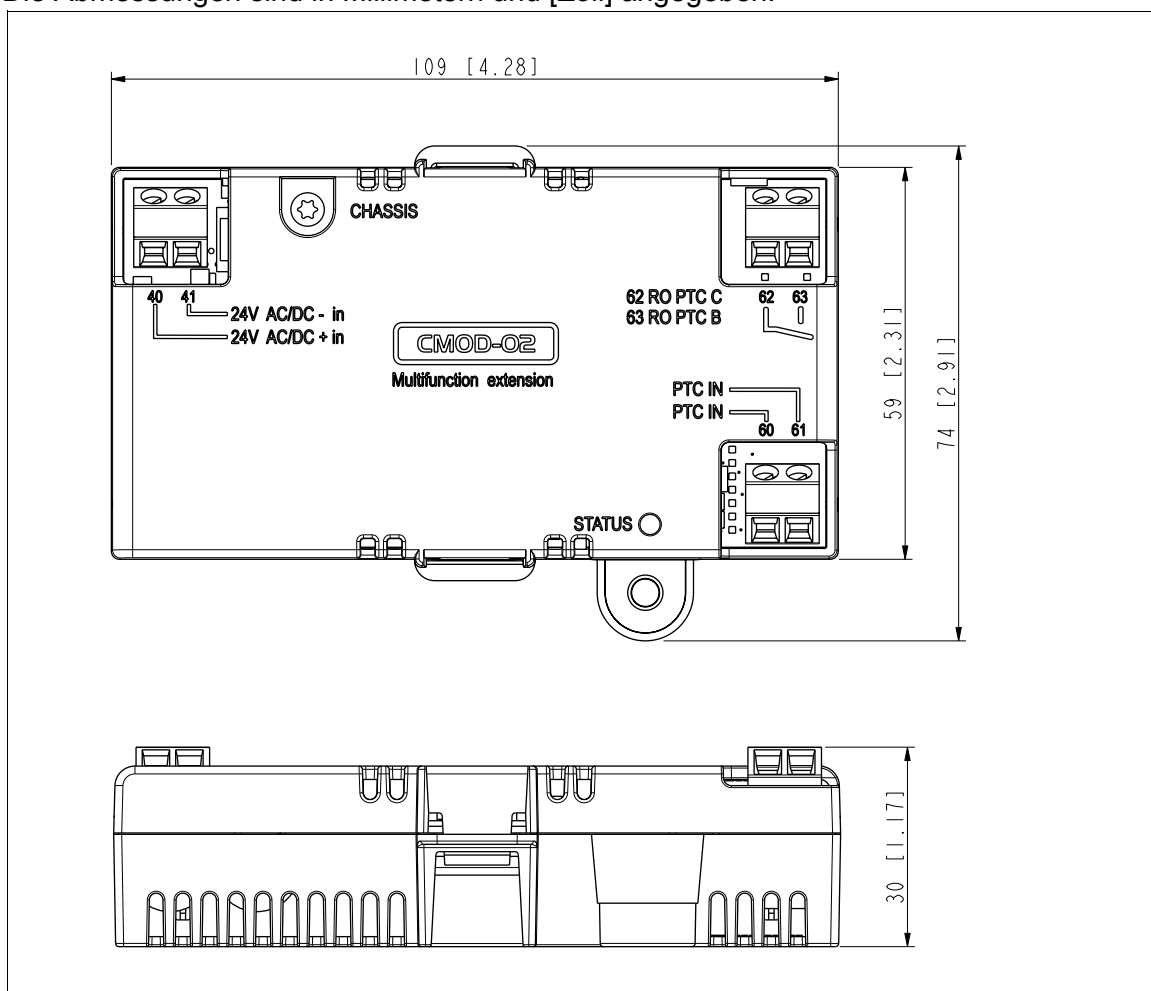 Die Abmessungen sind in Millimetern und [Zoll] angegeben.
109 [4.28]
CHASSIS
40 41
24V AC/DC - in
24V AC/DC + in
62 RO PTC C 62 63
63 RO PTC B
CMOD-02
Multifunction extension
PTC IN
PTC IN
60 61
STATUS
59 [2.31]
74 [2.91]
30 [1.17]